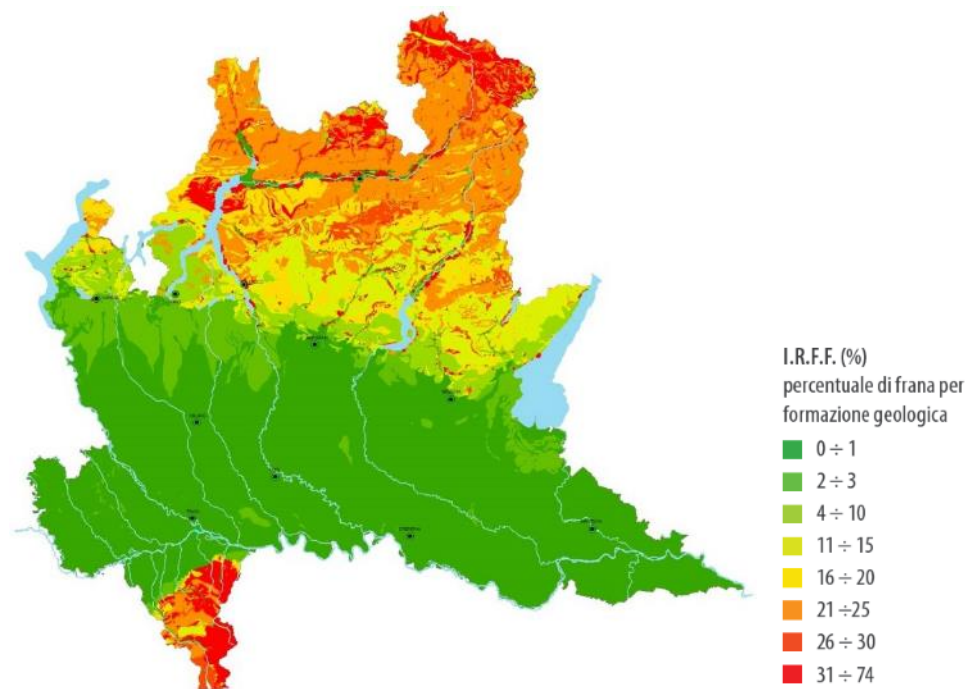 I.R.F.F. (%)
percentuale di frana per
formazione geologica
0 ÷ 1
2 ÷ 3
4 ÷ 10
11 ÷ 15
16 ÷ 20
21 ÷25
26 ÷ 30
31 ÷ 74